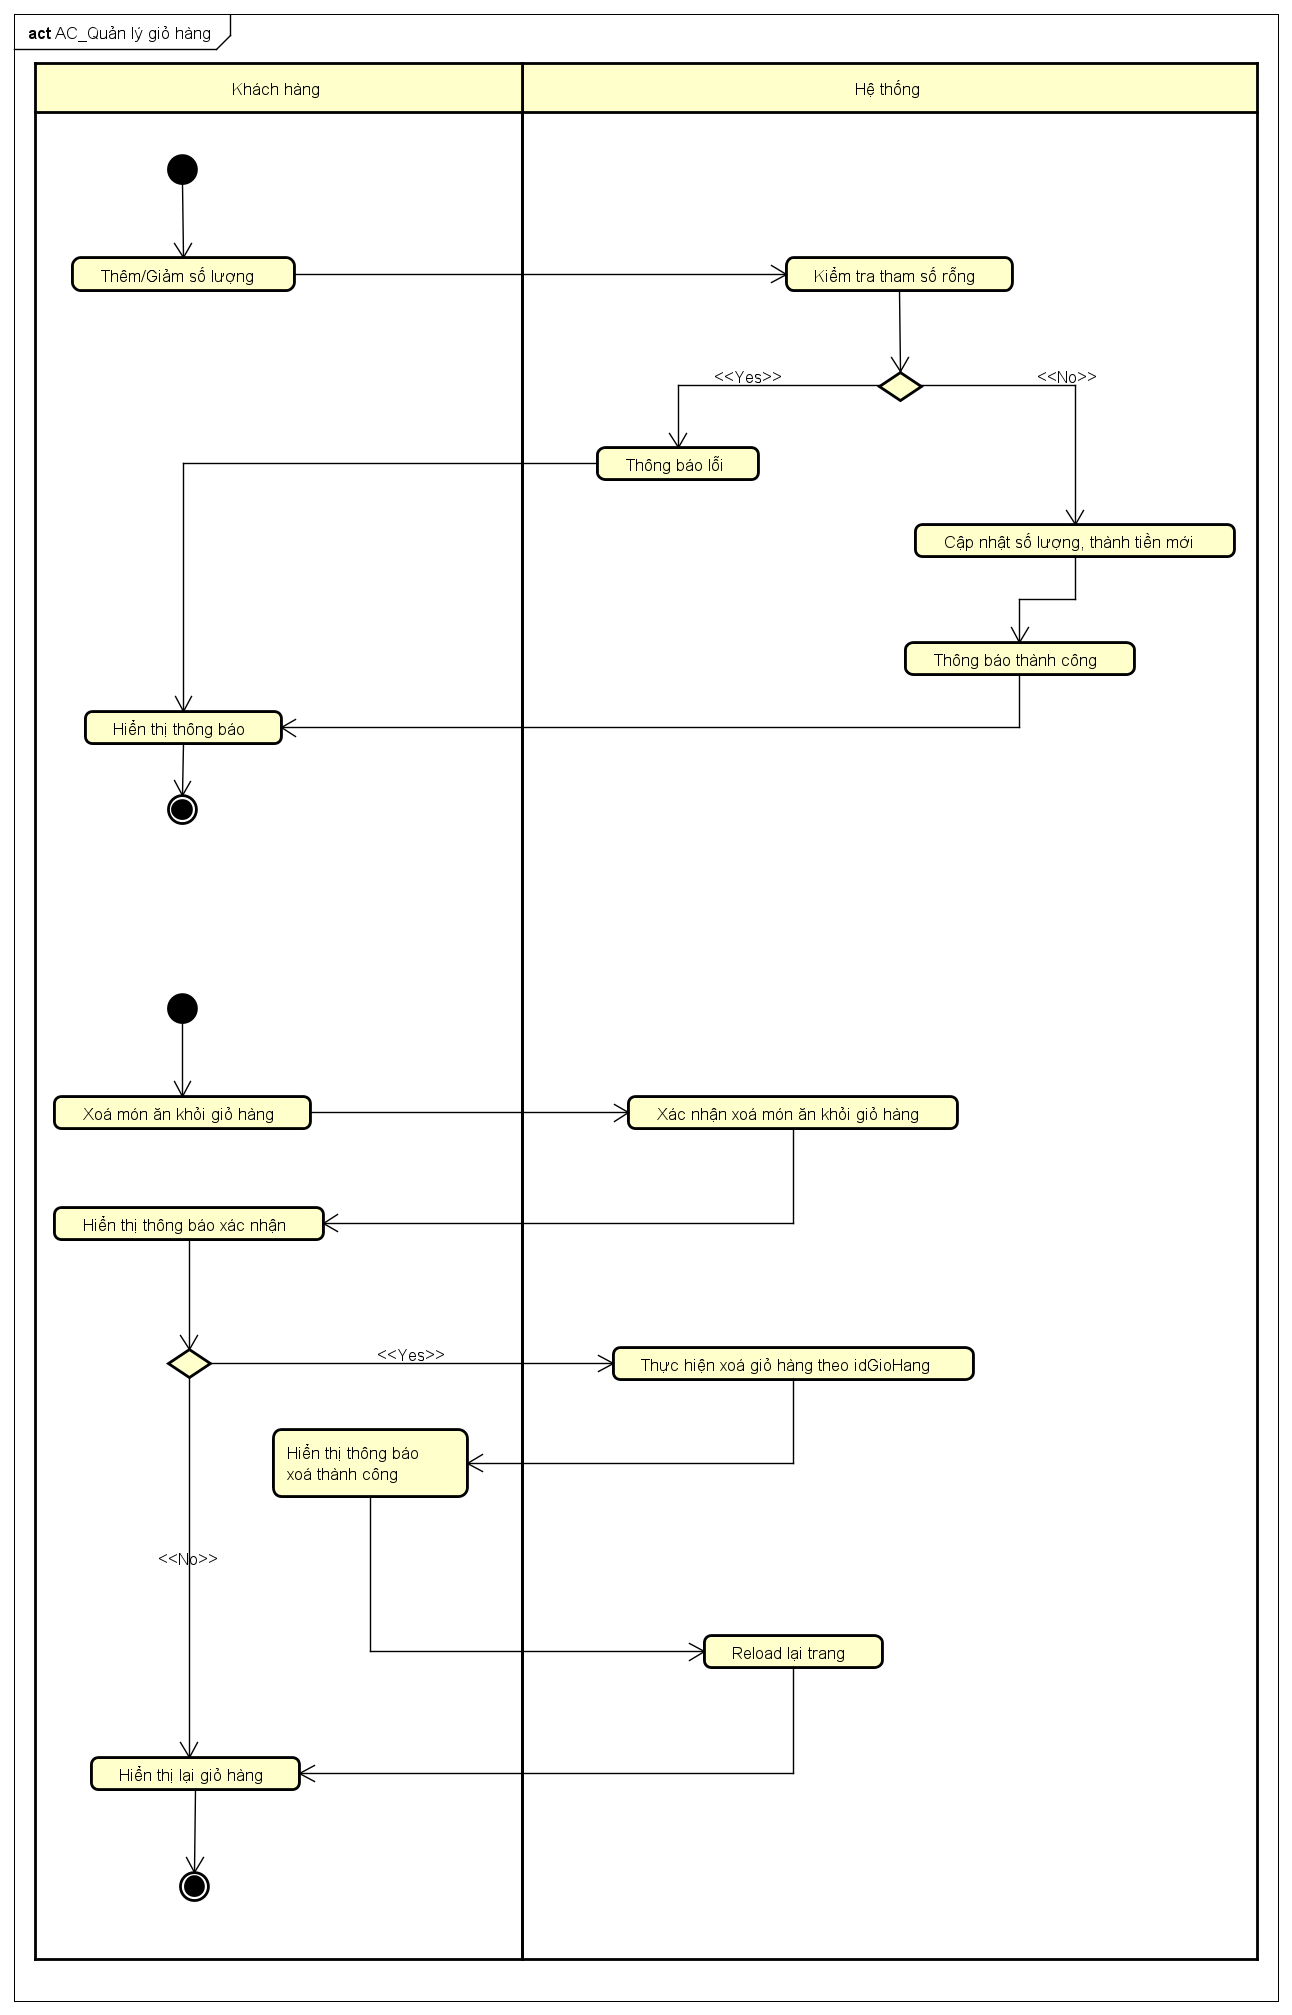 act AC_Quản lý giỏ hàng
Khách hàng
Hệ thống
Thêm/Giảm số lượng
Kiểm tra tham số rỗng
<<Yes>>
<<No>>
Thông báo lỗi
Cập nhật số lượng, thành tiền mới
Thông báo thành công
Hiển thị thông báo
Xoá món ăn khỏi giỏ hàng
Xác nhận xoá món ăn khỏi giỏ hàng
Hiển thị thông báo xác nhận
<<Yes>>
Thực hiện xoá giỏ hàng theo idGioHang
Hiển thị thông báo
xoá thành công
<<No>>
Reload lại trang
Hiển thị lại giỏ hàng